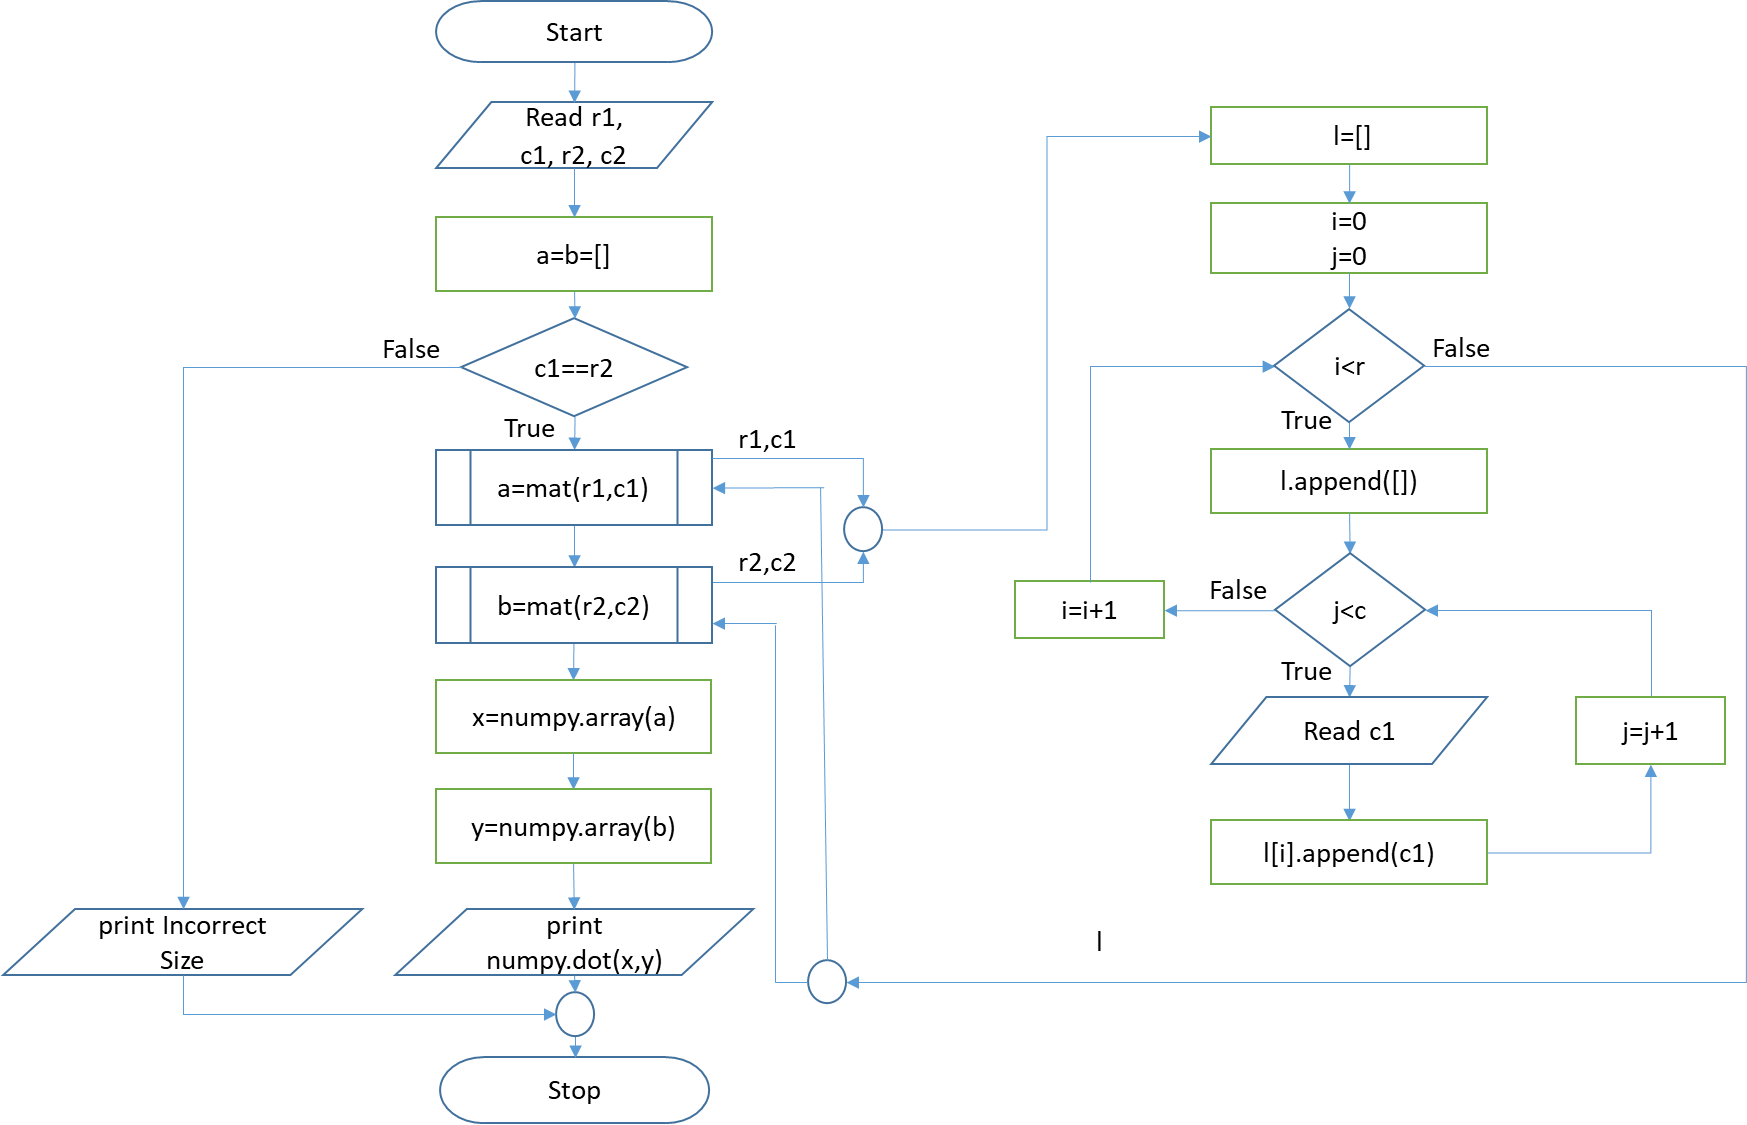 Start
Read r1,
c1, r2, c2
a=b=[]
False
c1==r2
True
r1,c1
a=mat(r1,c1)
r2,c2
b=mat(r2,c2)
x=numpy.array(a)
y=numpy.array(b)
print Incorrect
Size
print
numpy.dot(x,y)
Stop
l=[]
i=0
j=0
i<r
False
True
l.append([])
j<c
False
i=i+1
True
Read c1
j=j+1
l[i].append(c1)
l